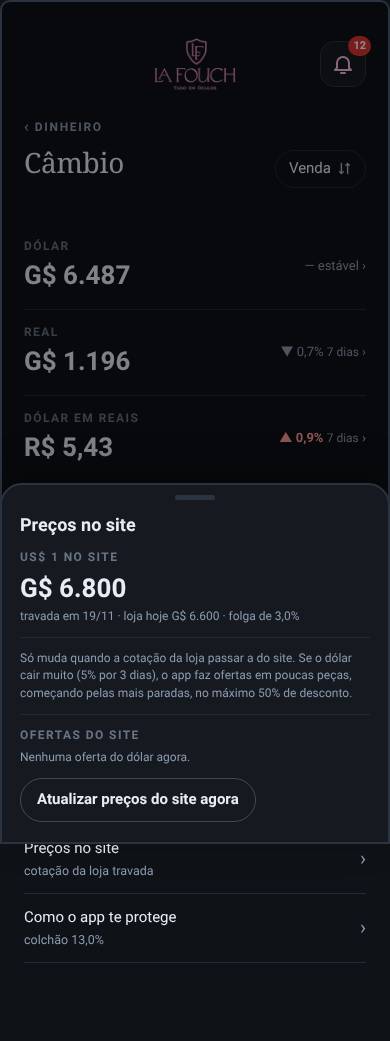 LF
LA FOUCH
Tudo em Óculos
12
‹ DINHEIRO
Câmbio
Venda ↓↑
DÓLAR
G$ 6.487
— estável ›
REAL
G$ 1.196
▼ 0,7% 7 dias ›
DÓLAR EM REAIS
R$ 5,43
▲ 0,9% 7 dias ›
Preços no site
US$ 1 NO SITE
G$ 6.800
travada em 19/11 · loja hoje G$ 6.600 · folga de 3,0%
Só muda quando a cotação da loja passar a do site. Se o dólar
cair muito (5% por 3 dias), o app faz ofertas em poucas peças,
começando pelas mais paradas, no máximo 50% de desconto.
OFERTAS DO SITE
Nenhuma oferta do dólar agora.
Atualizar preços do site agora
Preços no site
cotação da loja travada
›
Como o app te protege
colchão 13,0%
›